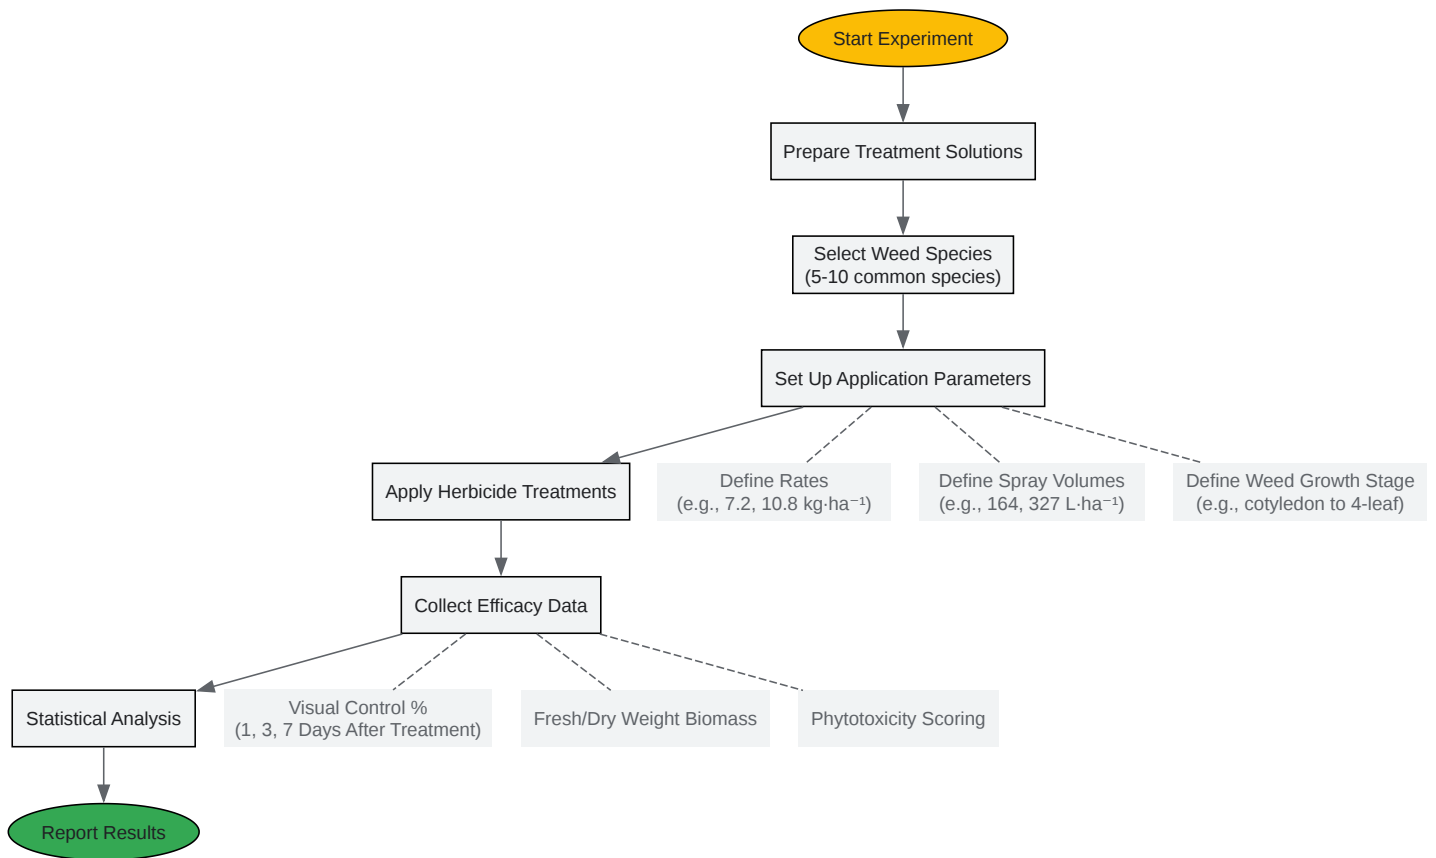 Start Experiment
Prepare Treatment Solutions
Select Weed Species
(5-10 common species)
Set Up Application Parameters
Apply Herbicide Treatments
Define Rates
(e.g., 7.2, 10.8 kg·ha⁻¹)
Define Spray Volumes
(e.g., 164, 327 L·ha⁻¹)
Define Weed Growth Stage
(e.g., cotyledon to 4-leaf)
Collect Efficacy Data
Statistical Analysis
Visual Control %
(1, 3, 7 Days After Treatment)
Fresh/Dry Weight Biomass
Phytotoxicity Scoring
Report Results